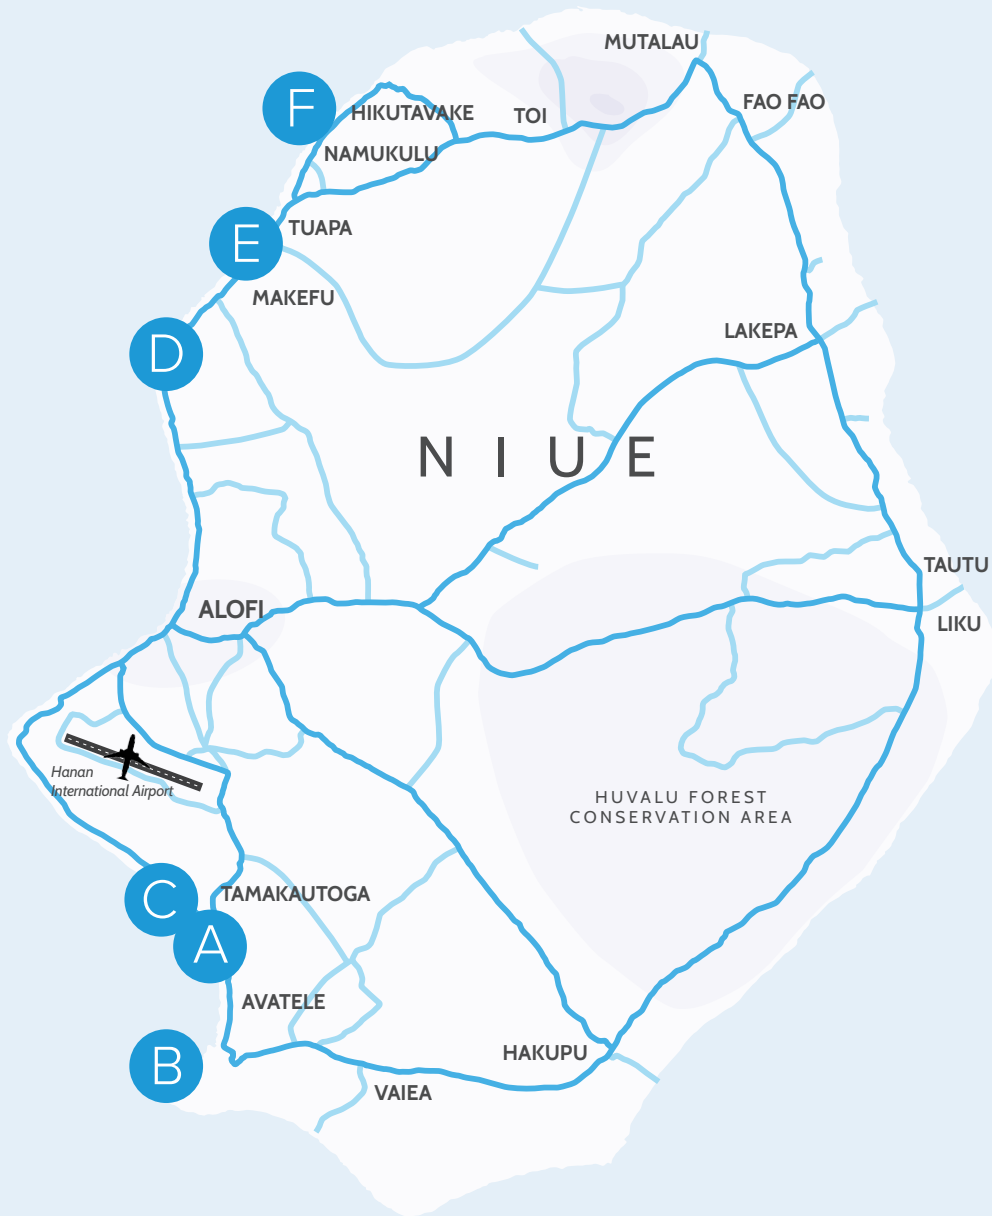 MUTALAU
F
HIKUTAVAKE
TOI
FAO FAO
NAMUKULU
E
TUAPA
MAKEFU
D
LAKEPA
NIUE
TAUTU
ALOFI
LIKU
Hanan
International Airport
HUVALU FOREST
CONSERVATION AREA
C
TAMAKAUTOGA
A
AVATELE
B
HAKUPU
VAIEA